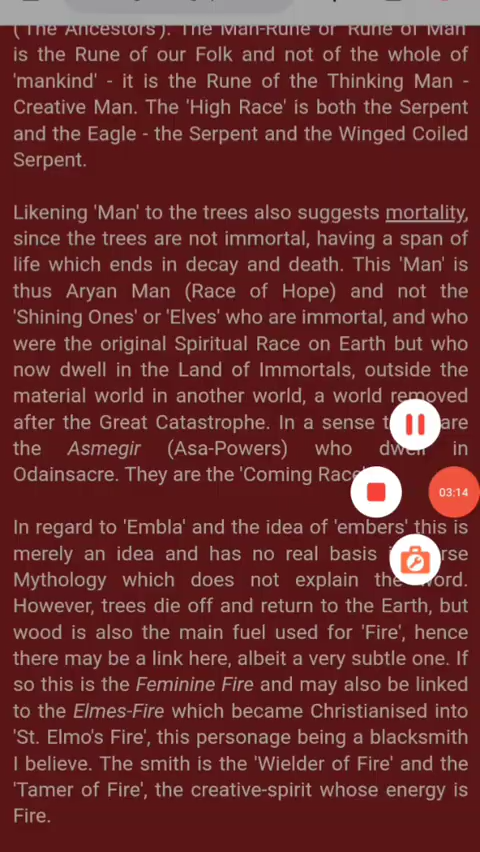 ('The Ancestors'). The Man-Rune or 'Rune of Man'
is the Rune of our Folk and not of the whole of
'mankind' - it is the Rune of the Thinking Man -
Creative Man. The 'High Race' is both the Serpent
and the Eagle - the Serpent and the Winged Coiled
Serpent.
Likening 'Man' to the trees also suggests mortality,
since the trees are not immortal, having a span of
life which ends in decay and death. This 'Man' is
thus Aryan Man (Race of Hope) and not the
'Shining Ones' or 'Elves' who are immortal, and who
were the original Spiritual Race on Earth but who
now dwell in the Land of Immortals, outside the
material world in another world, a world removed
after the Great Catastrophe. In a sense are
the Asmegir (Asa-Powers) who dwell in
Odainsacre. They are the 'Coming Race'
03:14
In regard to 'Embla' and the idea of 'embers' this is
merely an idea and has no real basis
Mythology which does not explain the word.
However, trees die off and return to the Earth, but
wood is also the main fuel used for 'Fire', hence
there may be a link here, albeit a very subtle one. If
so this is the Feminine Fire and may also be linked
to the Elmes-Fire which became Christianised into
'St. Elmo's Fire', this personage being a blacksmith
I believe. The smith is the 'Wielder of Fire' and the
'Tamer of Fire', the creative-spirit whose energy is
Fire.